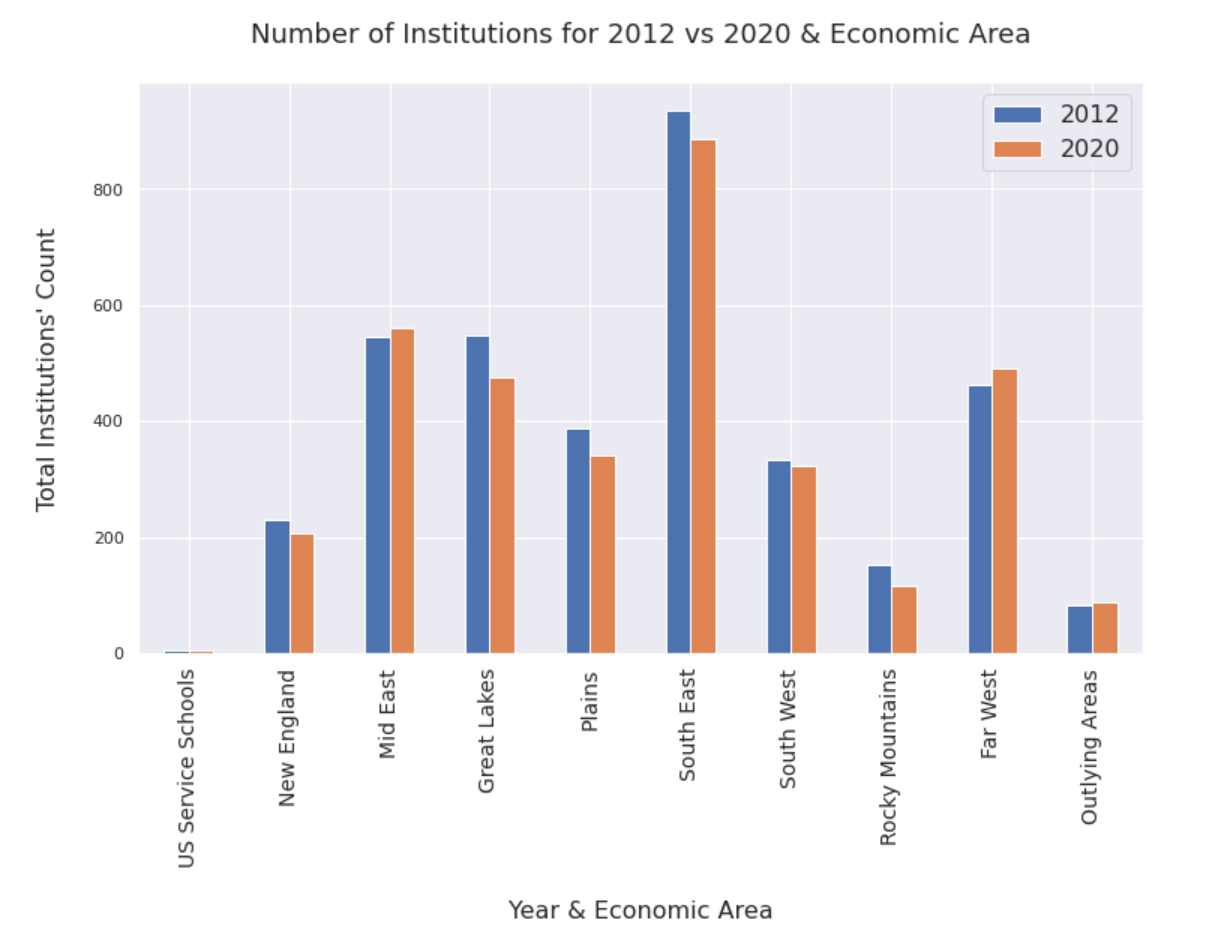 Number of Institutions for 2012 vs 2020 & Economic Area
2012
2020
Total Institutions' Count
800
600
400
200
0
US Service Schools
New England
Mid East
Great Lakes
Plains
South East
South West
Rocky Mountains
Far West
Outlying Areas
Year & Economic Area